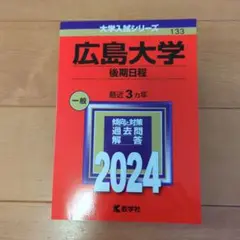 大学入試シリーズ
133
広島大学
後期日程
最近3ヵ年
一般
傾向と対策
過去問
解答
2024
教学社